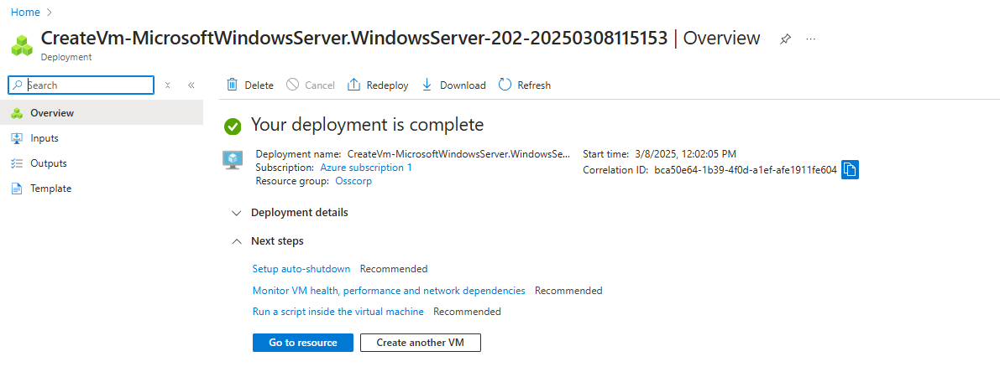 Home >
CreateVm-MicrosoftWindowsServer.WindowsServer-202-20250308115153 | Overview ...
Deployment
Search
Delete Cancel Redeploy Download Refresh
Overview
Inputs
Outputs
Template
Your deployment is complete
Deployment name: CreateVm-MicrosoftWindowsServer.WindowsSe... Start time: 3/8/2025, 12:02:05 PM
Subscription: Azure subscription 1 Correlation ID: bca50e64-1b39-4f0d-a1ef-afe1911fe604
Resource group: Osscorp
Deployment details
Next steps
Setup auto-shutdown Recommended
Monitor VM health, performance and network dependencies Recommended
Run a script inside the virtual machine Recommended
Go to resource Create another VM